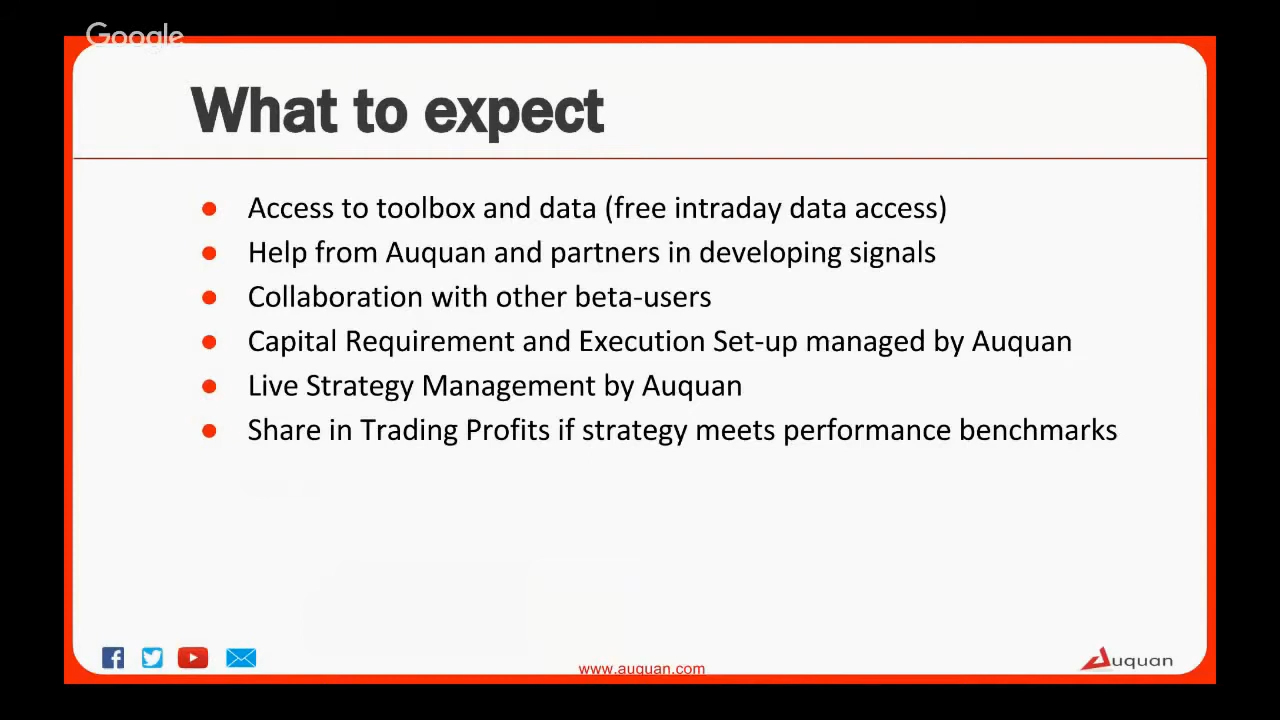 Google
What to expect
● Access to toolbox and data (free intraday data access)
● Help from Auquan and partners in developing signals
● Collaboration with other beta-users
● Capital Requirement and Execution Set-up managed by Auquan
● Live Strategy Management by Auquan
● Share in Trading Profits if strategy meets performance benchmarks
www.auquan.com
Auquan